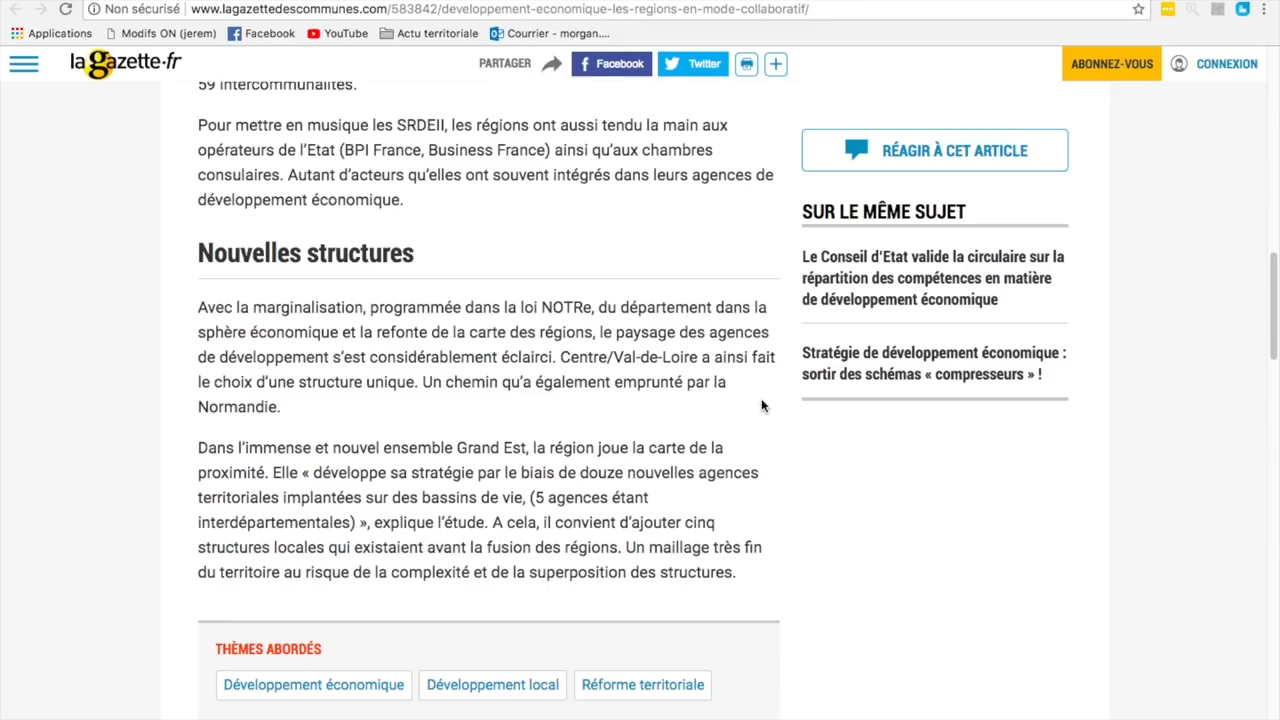 Non sécurisé www.lagazettedescommunes.com/583842/developpement-economique-les-regions-en-mode-collaboratif/
Applications Modifs ON (jerem) Facebook YouTube Actu territoriale Courrier - morgan....
la gazette·fr PARTAGER Facebook Twitter ABONNEZ-VOUS CONNEXION
59 intercommunalités.
Pour mettre en musique les SRDEII, les régions ont aussi tendu la main aux
opérateurs de l’Etat (BPI France, Business France) ainsi qu’aux chambres
consulaires. Autant d’acteurs qu’elles ont souvent intégrés dans leurs agences de
développement économique.
Nouvelles structures
Avec la marginalisation, programmée dans la loi NOTRe, du département dans la
sphère économique et la refonte de la carte des régions, le paysage des agences
de développement s’est considérablement éclairci. Centre/Val-de-Loire a ainsi fait
le choix d’une structure unique. Un chemin qu’a également emprunté par la
Normandie.
Dans l’immense et nouvel ensemble Grand Est, la région joue la carte de la
proximité. Elle « développe sa stratégie par le biais de douze nouvelles agences
territoriales implantées sur des bassins de vie, (5 agences étant
interdépartementales) », explique l’étude. A cela, il convient d’ajouter cinq
structures locales qui existaient avant la fusion des régions. Un maillage très fin
du territoire au risque de la complexité et de la superposition des structures.
THÈMES ABORDÉS
Développement économique Développement local Réforme territoriale
RÉAGIR À CET ARTICLE
SUR LE MÊME SUJET
Le Conseil d'Etat valide la circulaire sur la
répartition des compétences en matière
de développement économique
Stratégie de développement économique :
sortir des schémas « compresseurs » !